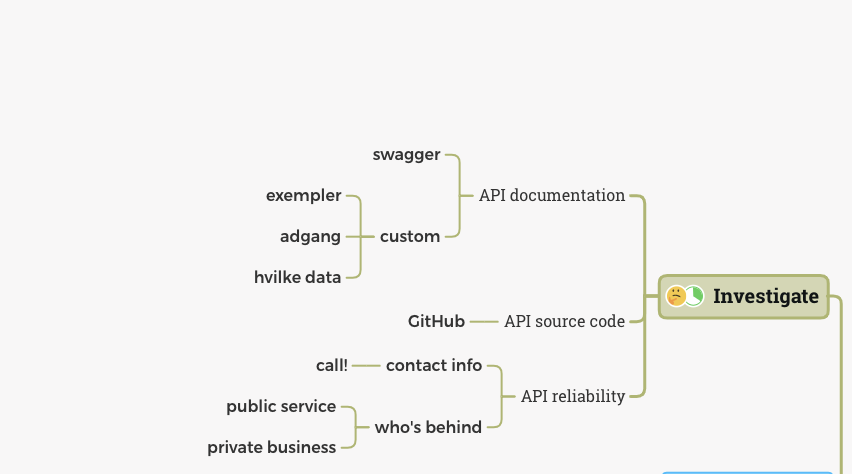 swagger
exempler
API documentation
adgang
custom
hvilke data
Investigate
GitHub
API source code
call!
contact info
API reliability
public service
who's behind
private business